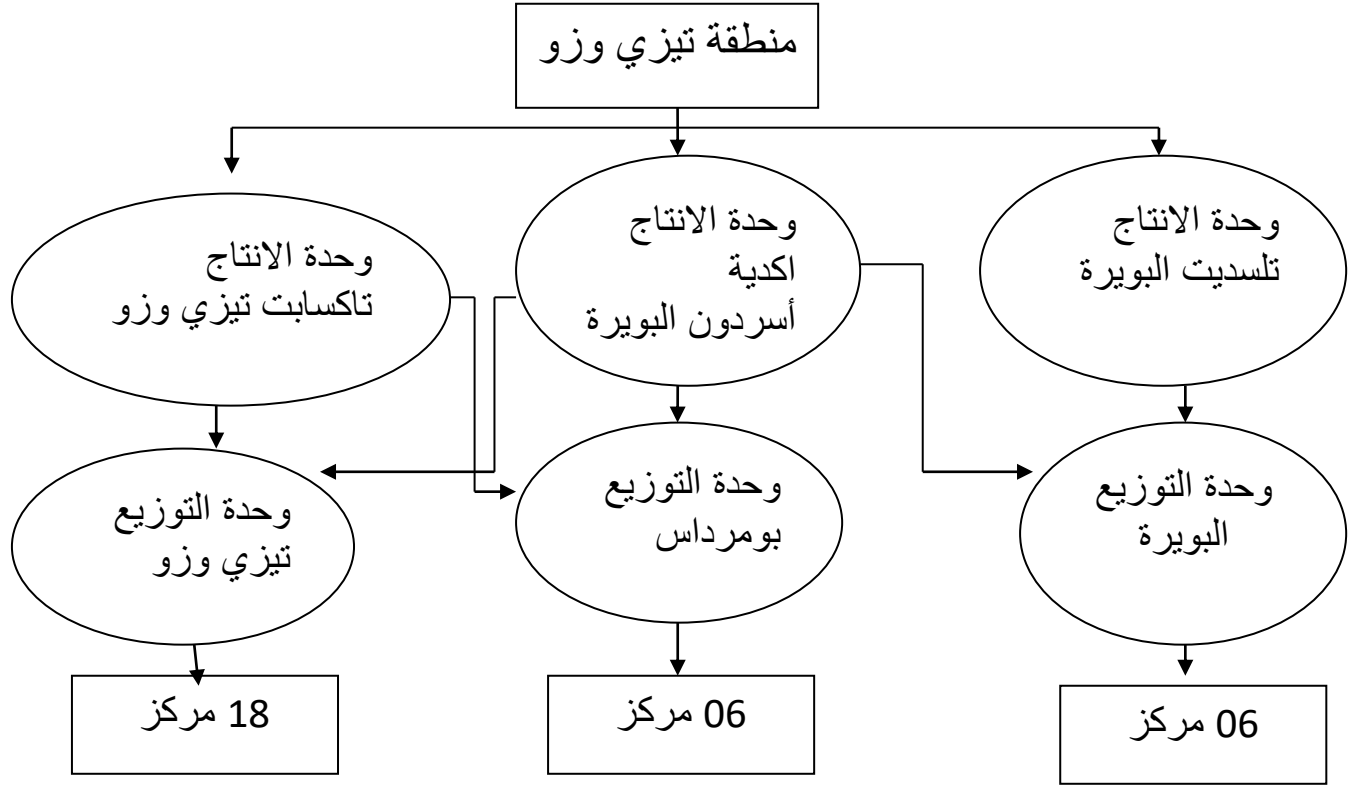 منطقة تيزي وزو
وحدة الانتاج
تلسديت البويرة
وحدة الانتاج
اكدية
أسردون البويرة
وحدة الانتاج
تاكسابت تيزي وزو
وحدة التوزيع
البويرة
وحدة التوزيع
بومرداس
وحدة التوزيع
تيزي وزو
06 مركز
06 مركز
18 مركز